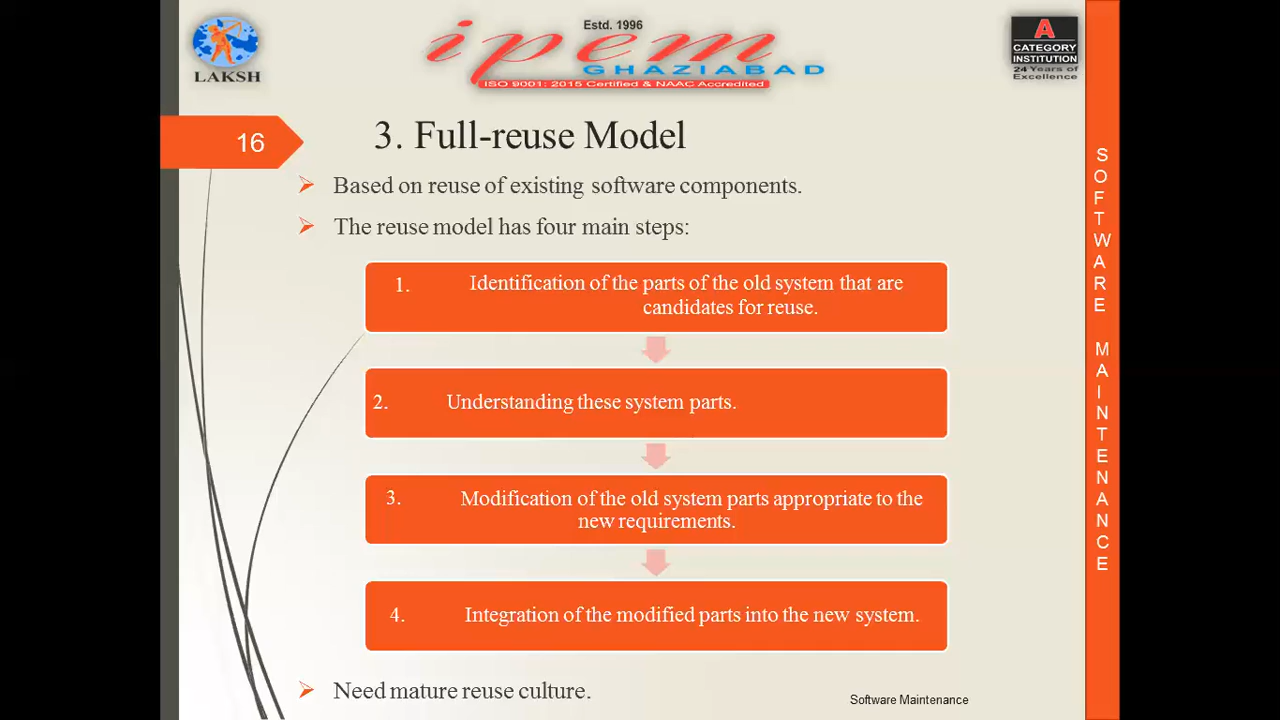 LAKSH
Estd. 1996
ipem
GHAZIABAD
ISO 9001: 2015 Certified & NAAC Accredited
A
CATEGORY
INSTITUTION
24 Years of
Excellence
16
3. Full-reuse Model
Based on reuse of existing software components.
The reuse model has four main steps:
1. Identification of the parts of the old system that are
candidates for reuse.
2. Understanding these system parts.
3. Modification of the old system parts appropriate to the
new requirements.
4. Integration of the modified parts into the new system.
Need mature reuse culture.
Software Maintenance
SOFTWARE MAINTENANCE